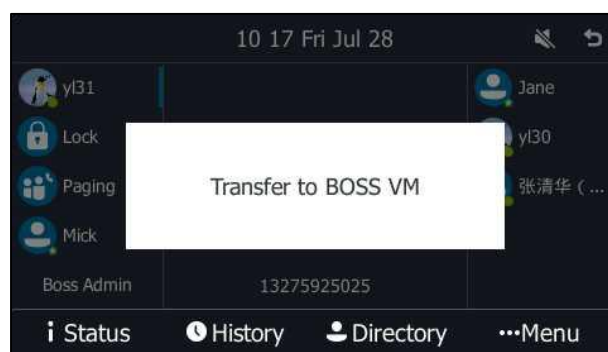 10 17 Fri Jul 28
yl31
Jane
Lock
yl30
Paging
张清华 ( ...
Mick
Transfer to BOSS VM
Boss Admin
13275925025
Status
History
Directory
Menu